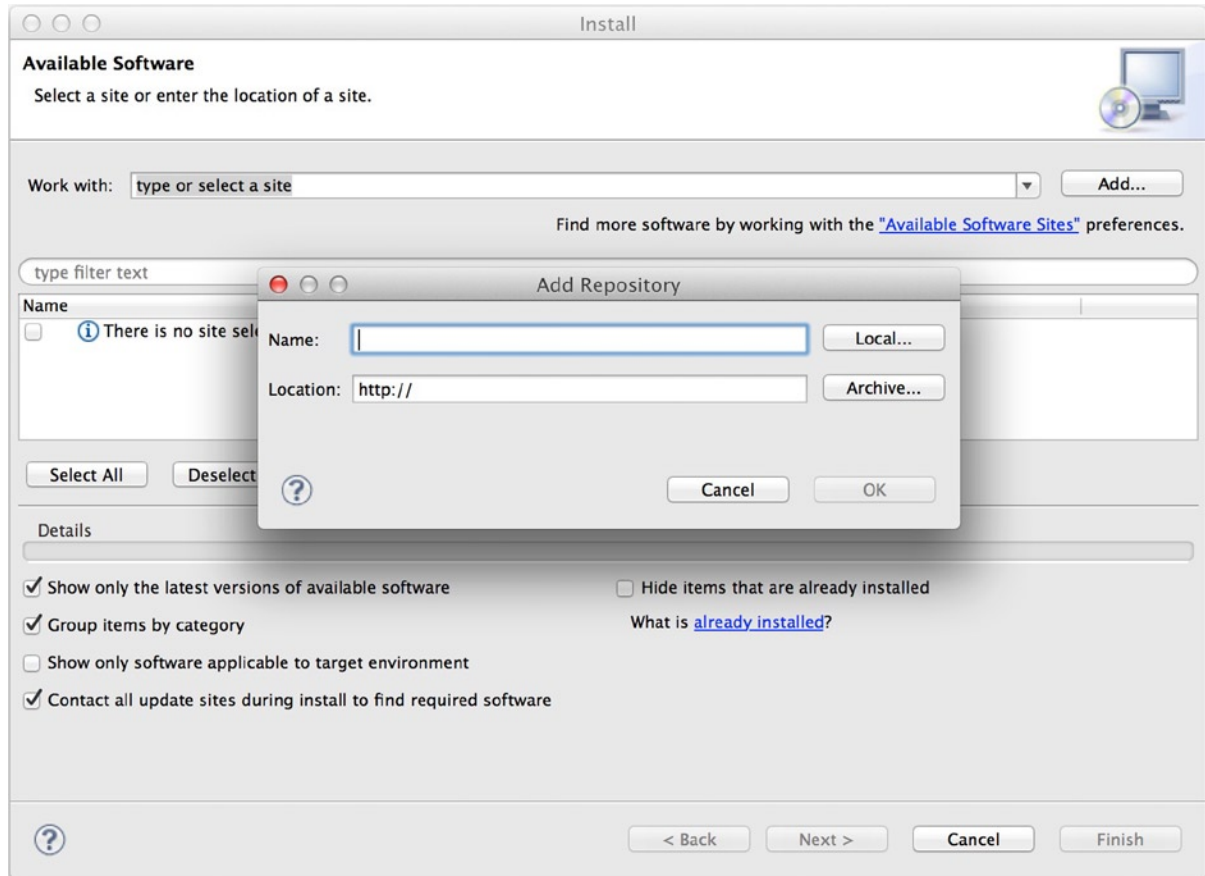 Install
Available Software
Select a site or enter the location of a site.
Work with: type or select a site Add...
Find more software by working with the "Available Software Sites" preferences.
type filter text
Name
There is no site sele
Add Repository
Name: Local...
Location: http:// Archive...
Cancel OK
Select All Deselect
Details
Show only the latest versions of available software Hide items that are already installed
Group items by category What is already installed?
Show only software applicable to target environment
Contact all update sites during install to find required software
< Back Next > Cancel Finish